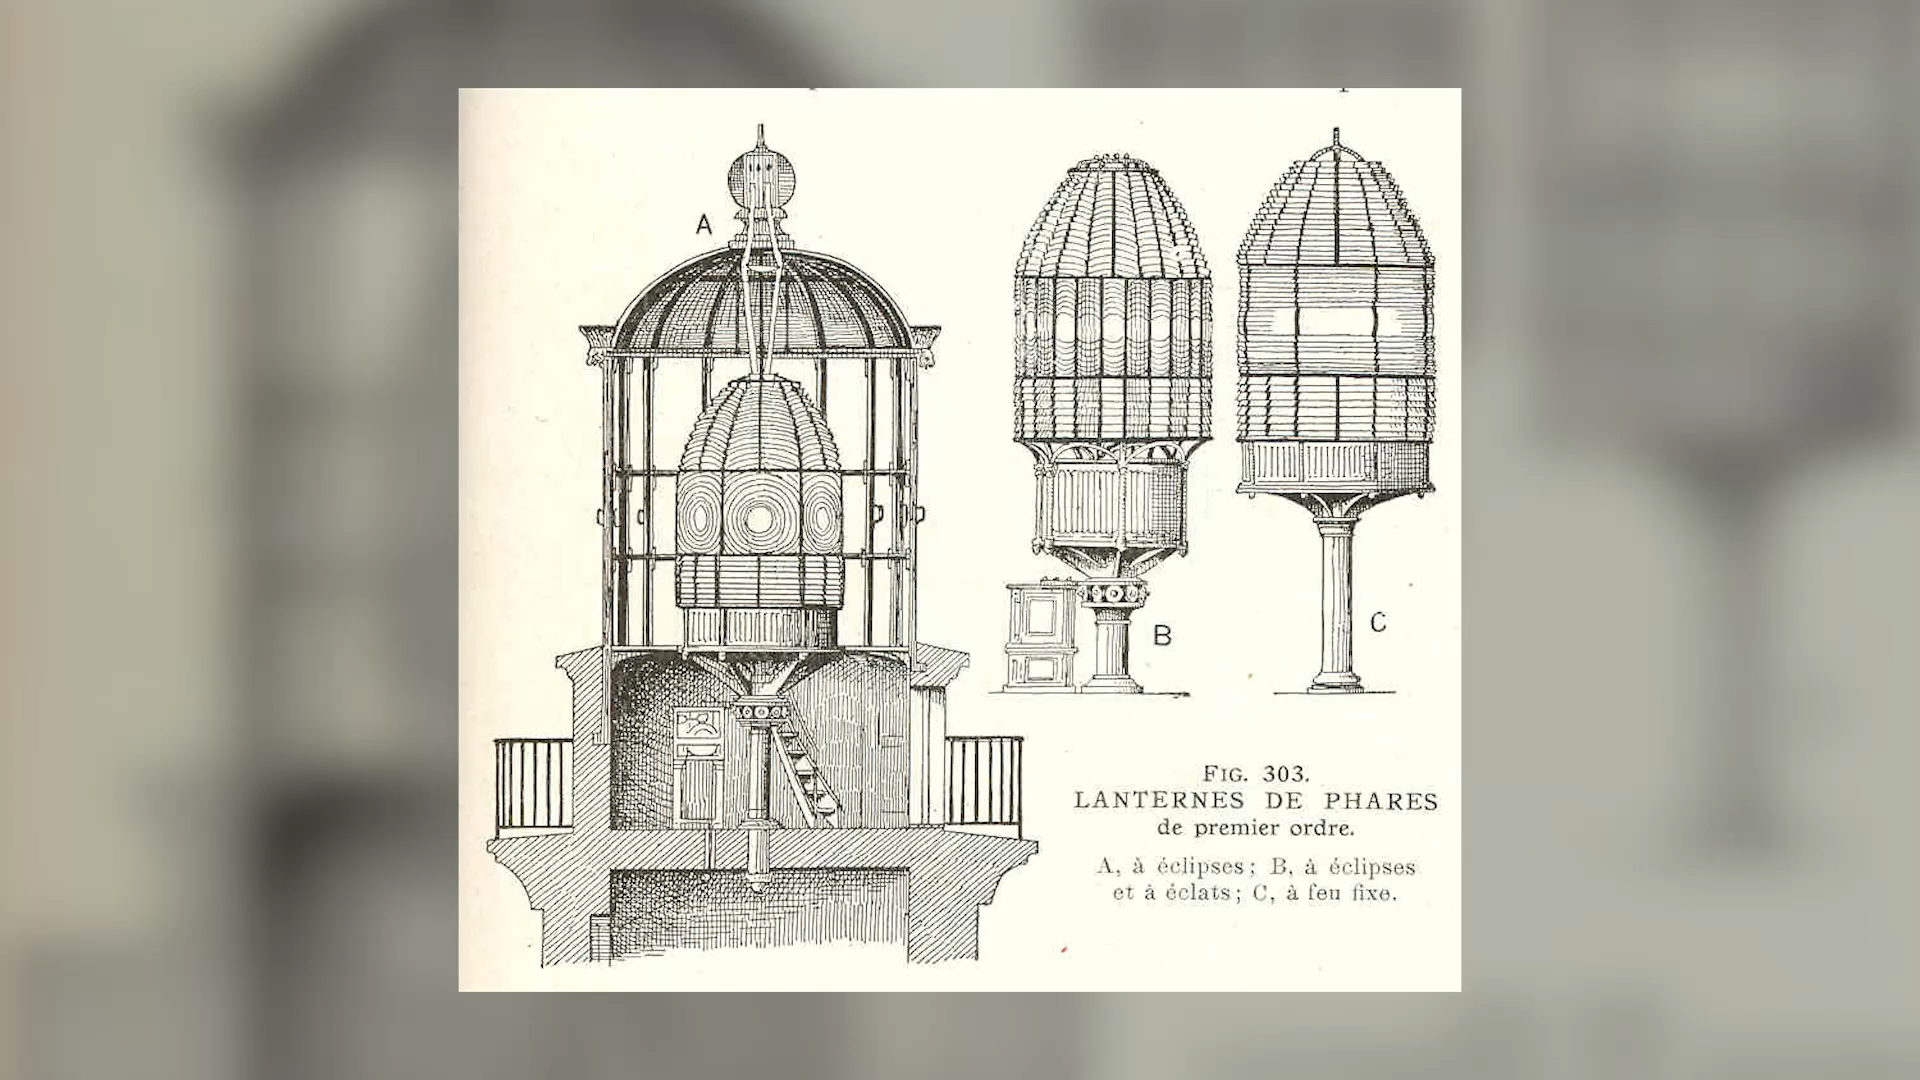 A
B
C
FIG. 303.
LANTERNES DE PHARES
de premier ordre.
A, à éclipses; B, à éclipses
et à éclats; C, à feu fixe.